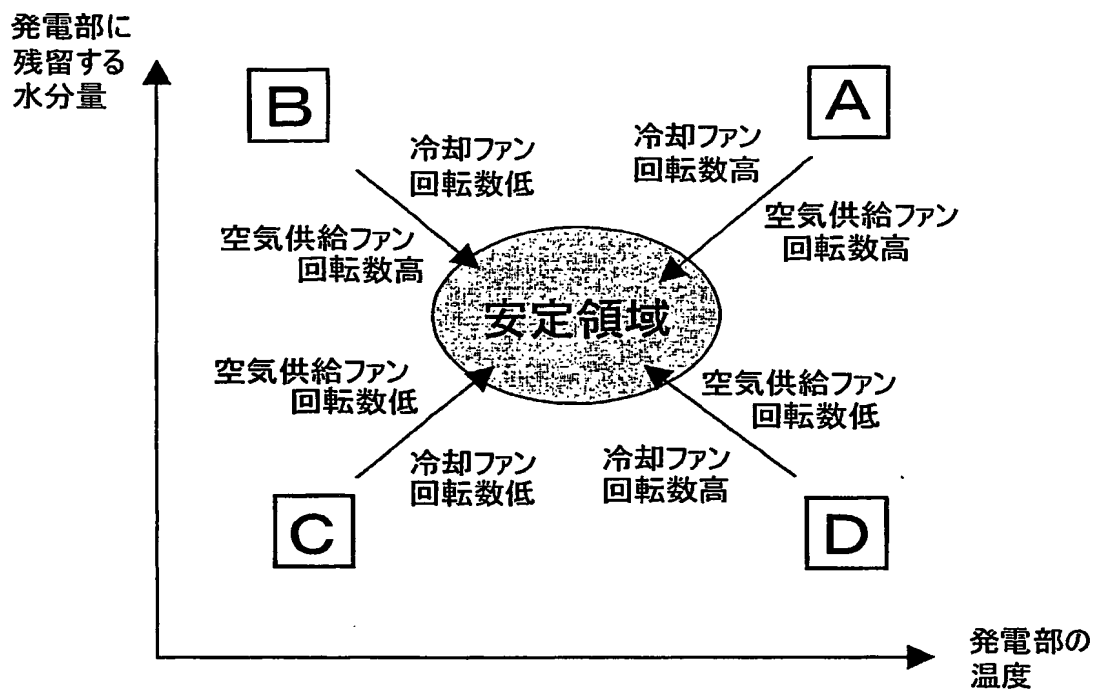 発電部に
残留する
水分量
B
A
冷却ファン
回転数低
冷却ファン
回転数高
空気供給ファン
回転数高
空気供給ファン
回転数高
安定領域
空気供給ファン
回転数低
空気供給ファン
回転数低
冷却ファン
回転数低
冷却ファン
回転数高
C
D
発電部の
温度